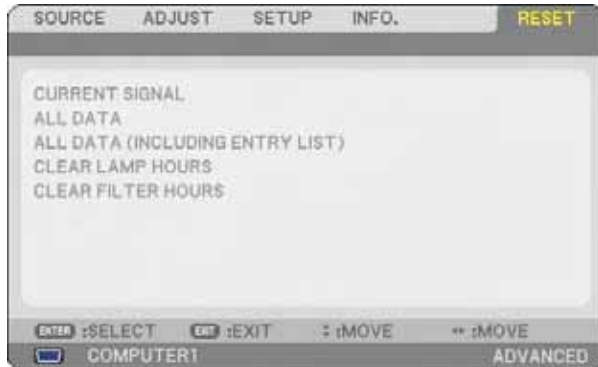 SOURCE ADJUST SETUP INFO. RESET
CURRENT SIGNAL
ALL DATA
ALL DATA (INCLUDING ENTRY LIST)
CLEAR LAMP HOURS
CLEAR FILTER HOURS
ENTER :SELECT EXIT :EXIT :MOVE :MOVE
COMPUTER1 ADVANCED